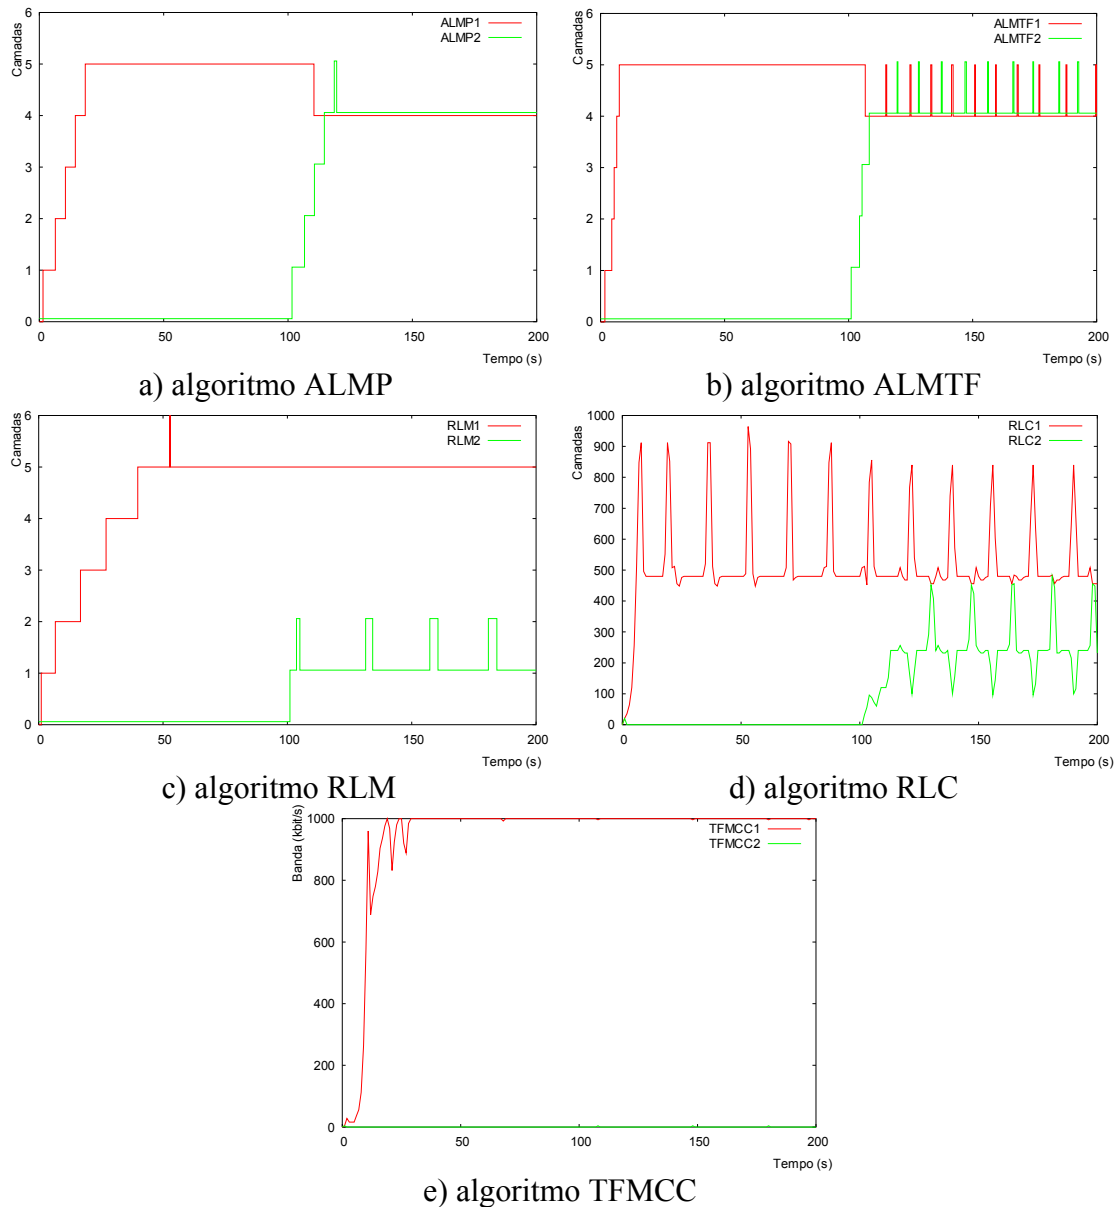 6
5
4
3
2
1
0
Camadas
ALMP1
ALMP2
0
50
100
150
200
Tempo (s)
a) algoritmo ALMP
6
5
4
3
2
1
0
Camadas
ALMTF1
ALMTF2
0
50
100
150
200
Tempo (s)
b) algoritmo ALMTF
6
5
4
3
2
1
0
Camadas
RLM1
RLM2
0
50
100
150
200
Tempo (s)
c) algoritmo RLM
1000
900
800
700
600
500
400
300
200
100
0
Camadas
RLC1
RLC2
0
50
100
150
200
Tempo (s)
d) algoritmo RLC
1000
800
600
400
200
0
Banda (kbit/s)
TFMCC1
TFMCC2
0
50
100
150
200
Tempo (s)
e) algoritmo TFMCC